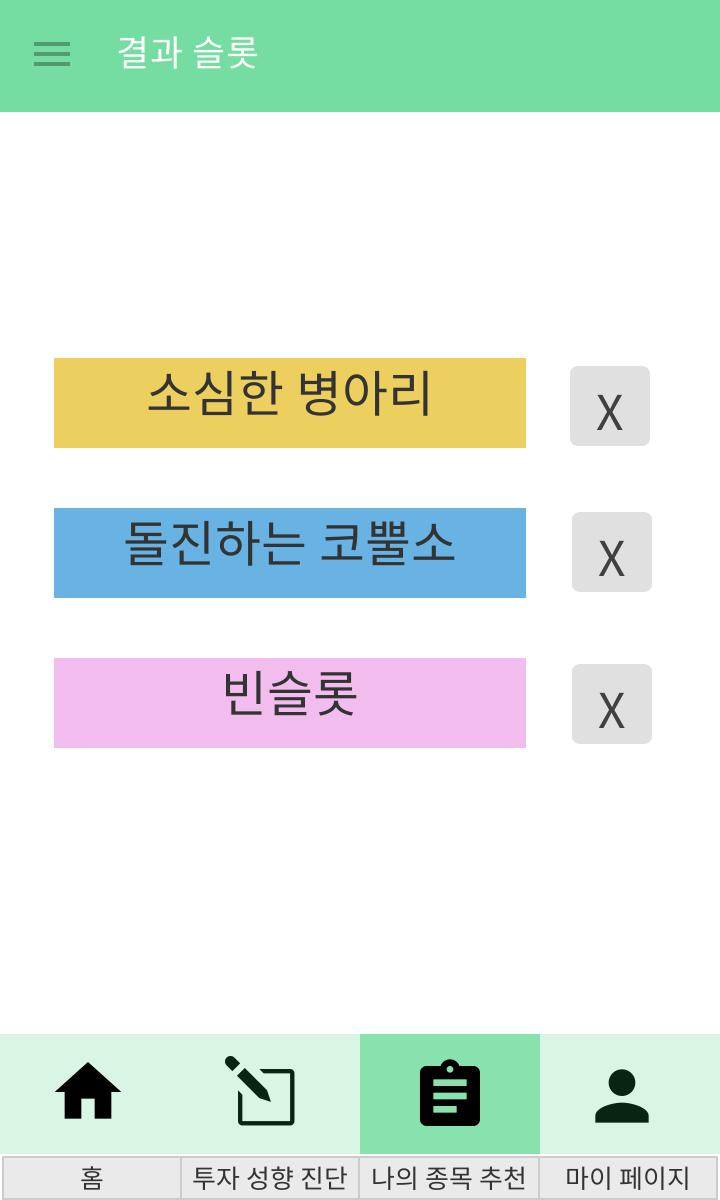 결과 슬롯
소심한 병아리
X
돌진하는 코뿔소
X
빈슬롯
X
홈
투자 성향 진단
나의 종목 추천
마이 페이지